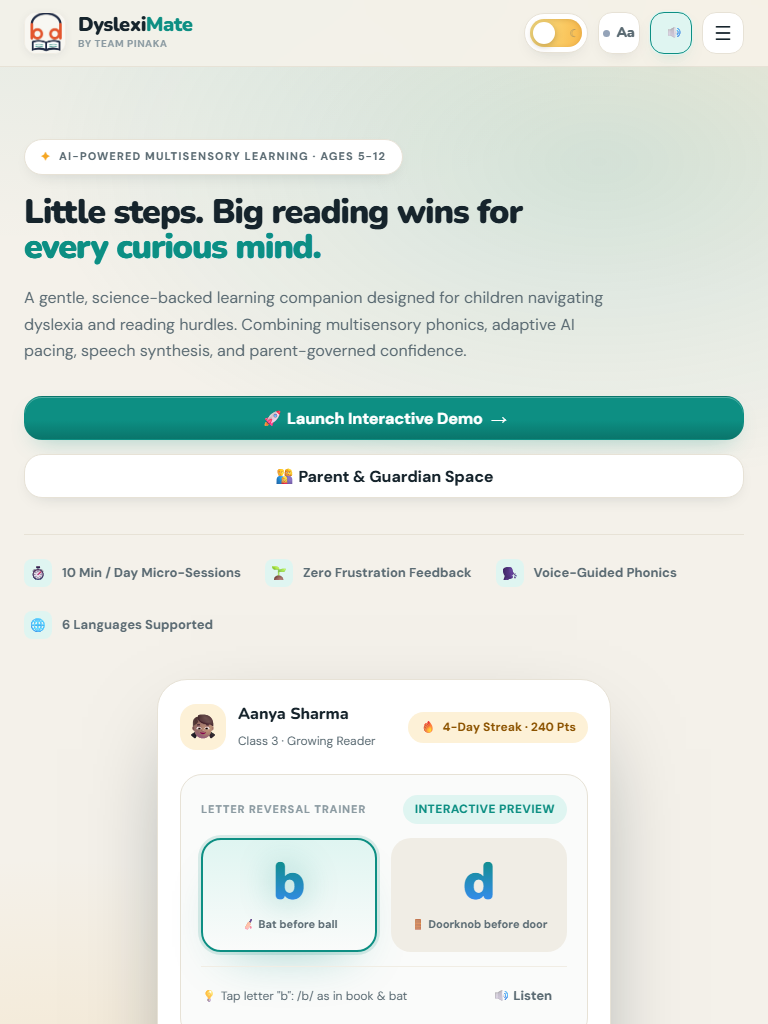 DyslexiMate
BY TEAM PINAKA
Aa
AI-POWERED MULTISENSORY LEARNING · AGES 5-12
Little steps. Big reading wins for
every curious mind.
A gentle, science-backed learning companion designed for children navigating
dyslexia and reading hurdles. Combining multisensory phonics, adaptive AI
pacing, speech synthesis, and parent-governed confidence.
🚀 Launch Interactive Demo →
Parent & Guardian Space
10 Min / Day Micro-Sessions
Zero Frustration Feedback
Voice-Guided Phonics
6 Languages Supported
Aanya Sharma
Class 3 · Growing Reader
4-Day Streak · 240 Pts
LETTER REVERSAL TRAINER
INTERACTIVE PREVIEW
b
Bat before ball
d
Doorknob before door
Tap letter "b": /b/ as in book & bat
Listen